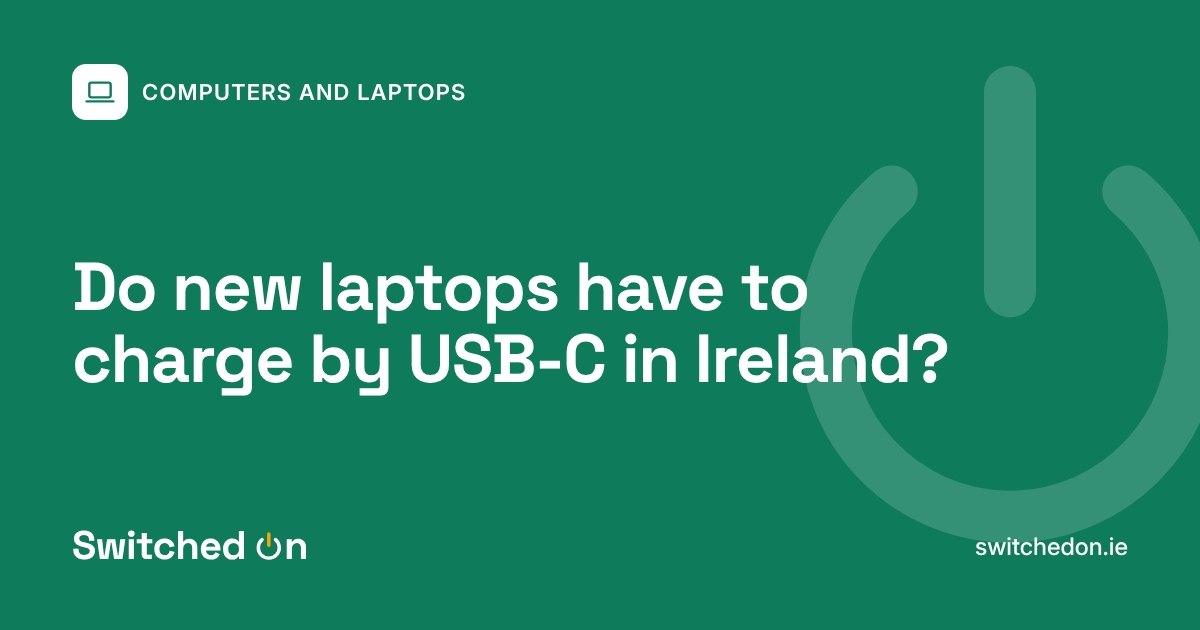 COMPUTERS AND LAPTOPS
Do new laptops have to
charge by USB-C in Ireland?
Switched On
switchedon.ie